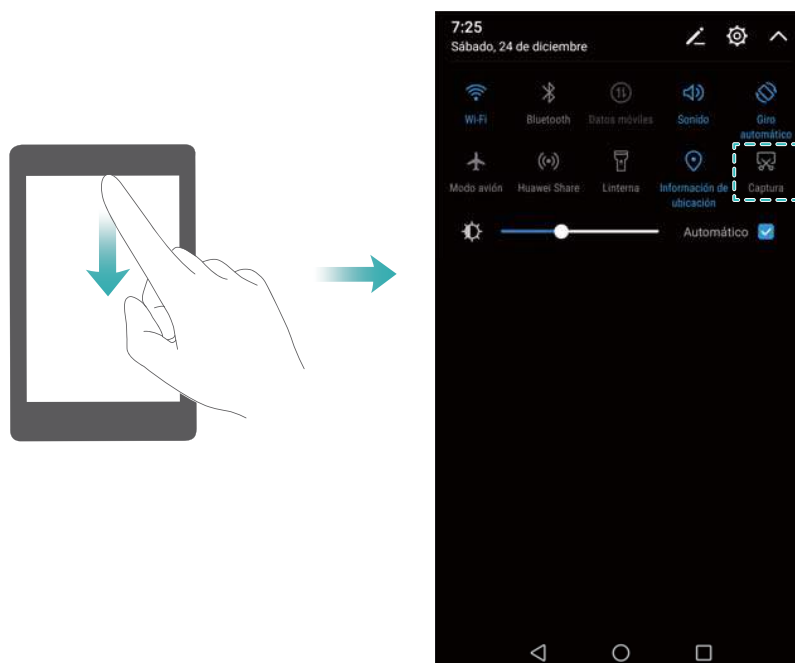 7:25
Sábado, 24 de diciembre
Wi-Fi
Bluetooth
Datos móviles
Sonido
Giro
automático
Modo avión
Huawei Share
Linterna
Información de
ubicación
Captura
Automático